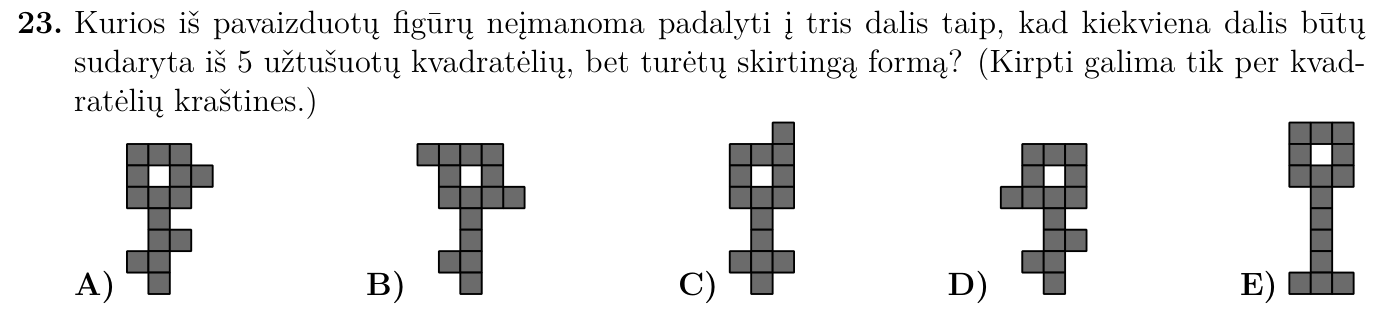 23. Kurios iš pavaizduotų figūrų neįmanoma padalyti į tris dalis taip, kad kiekviena dalis būtų
sudaryta iš 5 užtušuotų kvadratėlių, bet turėtų skirtingą formą? (Kirpti galima tik per kvad-
ratėlių kraštines.)
A) B) C) D) E)